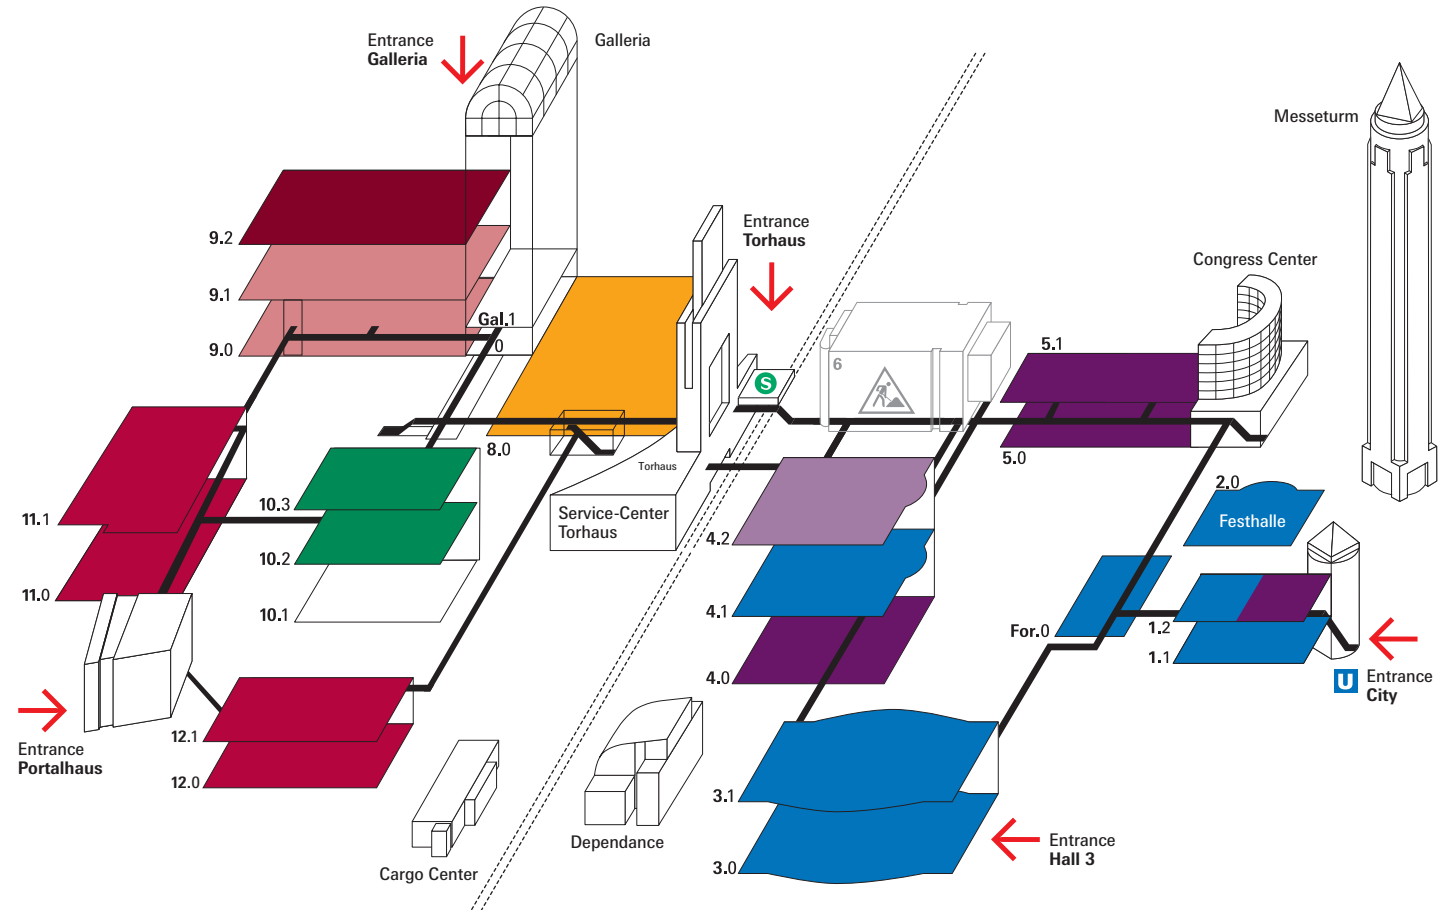 Entrance
Galleria
Galleria
Messeturm
Entrance
Torhaus
9.2
Congress Center
9.1
Gal.1
0
9.0
5.1
6
S
8.0
5.0
Torhaus
2.0
Festhalle
10.3
11.1
Service-Center
Torhaus
4.2
10.2
11.0
10.1
4.1
For.0
1.2
1.1
4.0
U
Entrance
City
12.1
Entrance
Portalhaus
12.0
3.1
Dependance
Entrance
Hall 3
3.0
Cargo Center